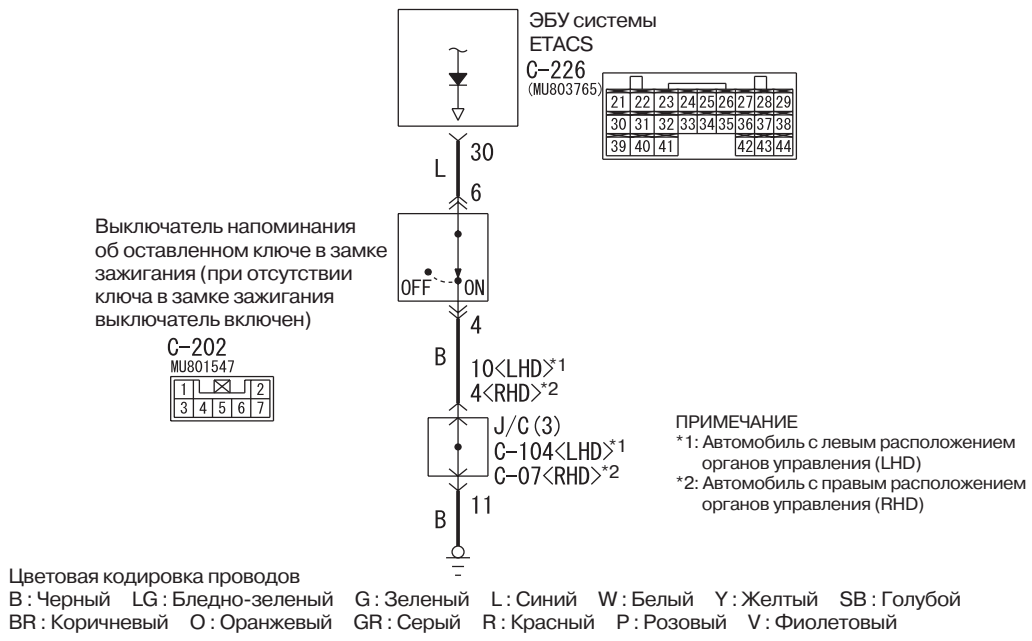 ЭБУ системы
ETACS
C-226
(MU803765)
21 22 23 24 25 26 27 28 29
30 31 32 33 34 35 36 37 38
39 40 41 42 43 44
30
L
6
Выключатель напоминания
об оставленном ключе в замке
зажигания (при отсутствии
ключа в замке зажигания
выключатель включен)
OFF ON
C-202
MU801547
1 2
3 4 5 6 7
4
B
10<LHD>*1
4<RHD>*2
J/C(3)
C-104<LHD>*1
C-07<RHD>*2
11
B
ПРИМЕЧАНИЕ
*1: Автомобиль с левым расположением
органов управления (LHD)
*2: Автомобиль с правым расположением
органов управления (RHD)
Цветовая кодировка проводов
B : Черный LG : Бледно-зеленый G : Зеленый L : Синий W : Белый Y : Желтый SB : Голубой
BR : Коричневый O : Оранжевый GR : Серый R : Красный P : Розовый V : Фиолетовый